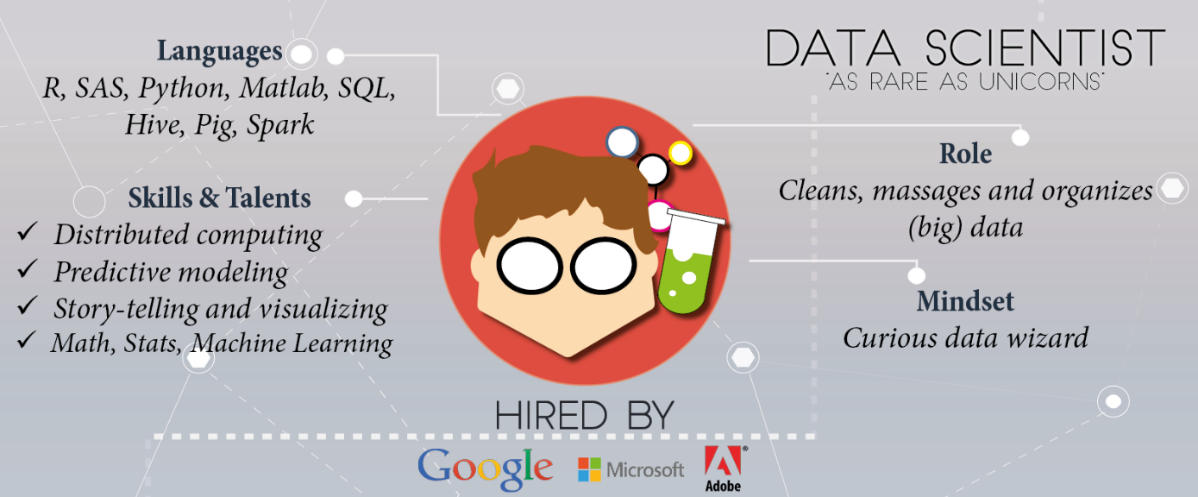 DATA SCIENTIST
"AS RARE AS UNICORNS"
Languages
R, SAS, Python, Matlab, SQL,
Hive, Pig, Spark
Skills & Talents
✓ Distributed computing
✓ Predictive modeling
✓ Story-telling and visualizing
✓ Math, Stats, Machine Learning
Role
Cleans, massages and organizes
(big) data
Mindset
Curious data wizard
HIRED BY
Google
Microsoft
Adobe®